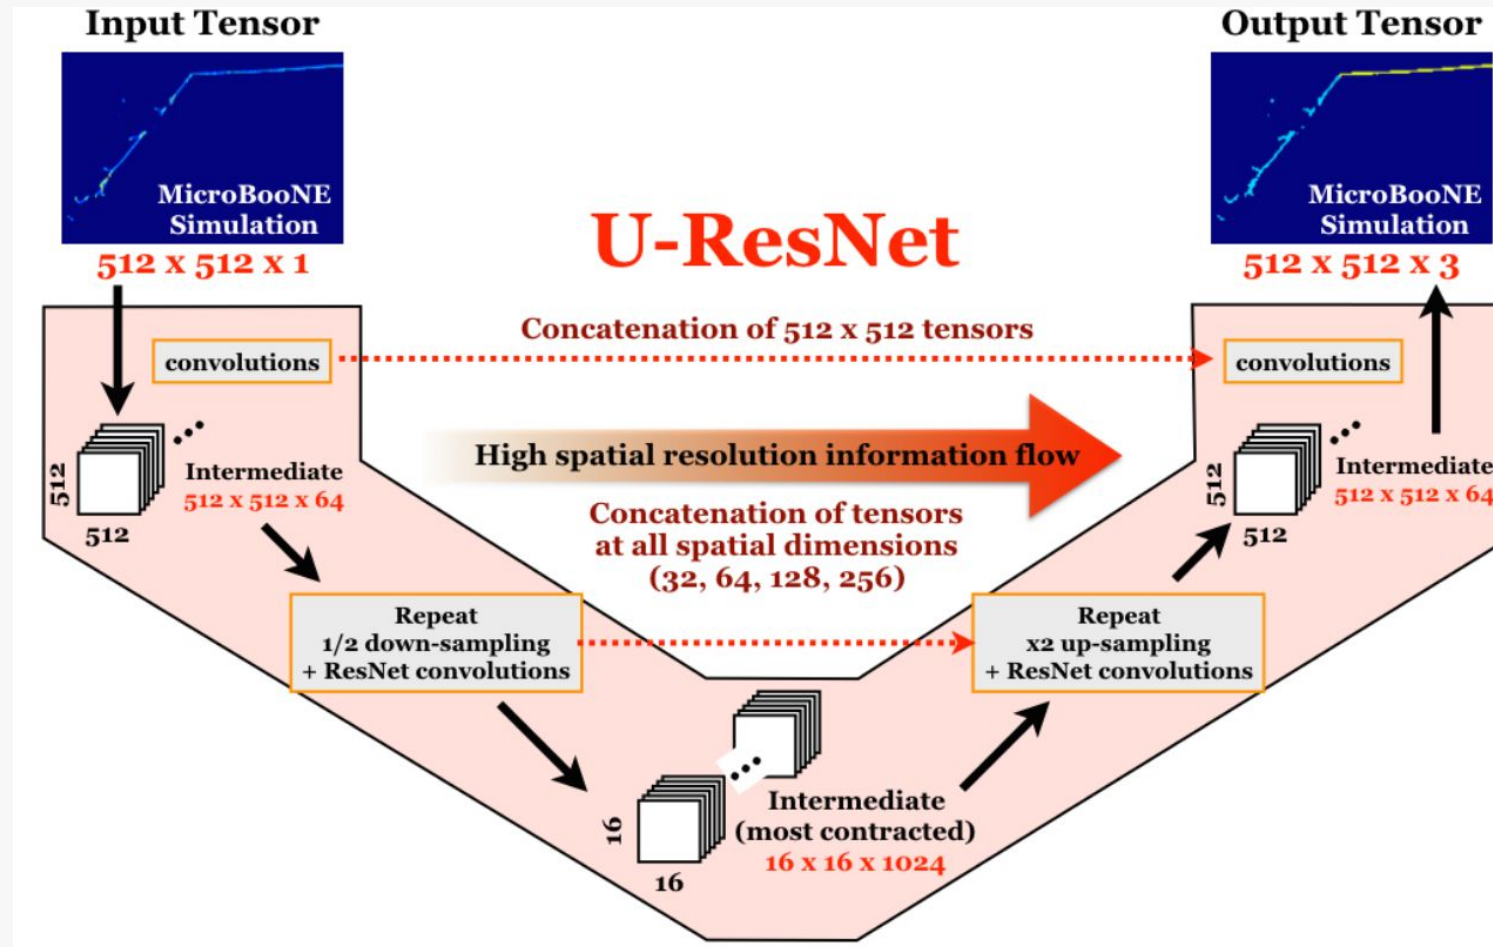 Input Tensor
Output Tensor
MicroBooNE
Simulation
MicroBooNE
Simulation
512 x 512 x 1
U-ResNet
512 x 512 x 3
Concatenation of 512 x 512 tensors
convolutions
convolutions
High spatial resolution information flow
512
512
Intermediate
512 x 512 x 64
512
512
Intermediate
512 x 512 x 64
Concatenation of tensors
at all spatial dimensions
(32, 64, 128, 256)
Repeat
1/2 down-sampling
+ ResNet convolutions
Repeat
x2 up-sampling
+ ResNet convolutions
16
16
Intermediate
(most contracted)
16 x 16 x 1024